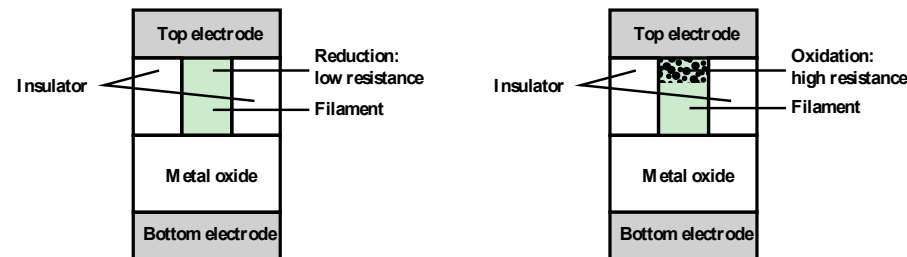 Top electrode
Reduction:
low resistance
Insulator
Filament
Metal oxide
Bottom electrode
Top electrode
Oxidation:
high resistance
Insulator
Filament
Metal oxide
Bottom electrode